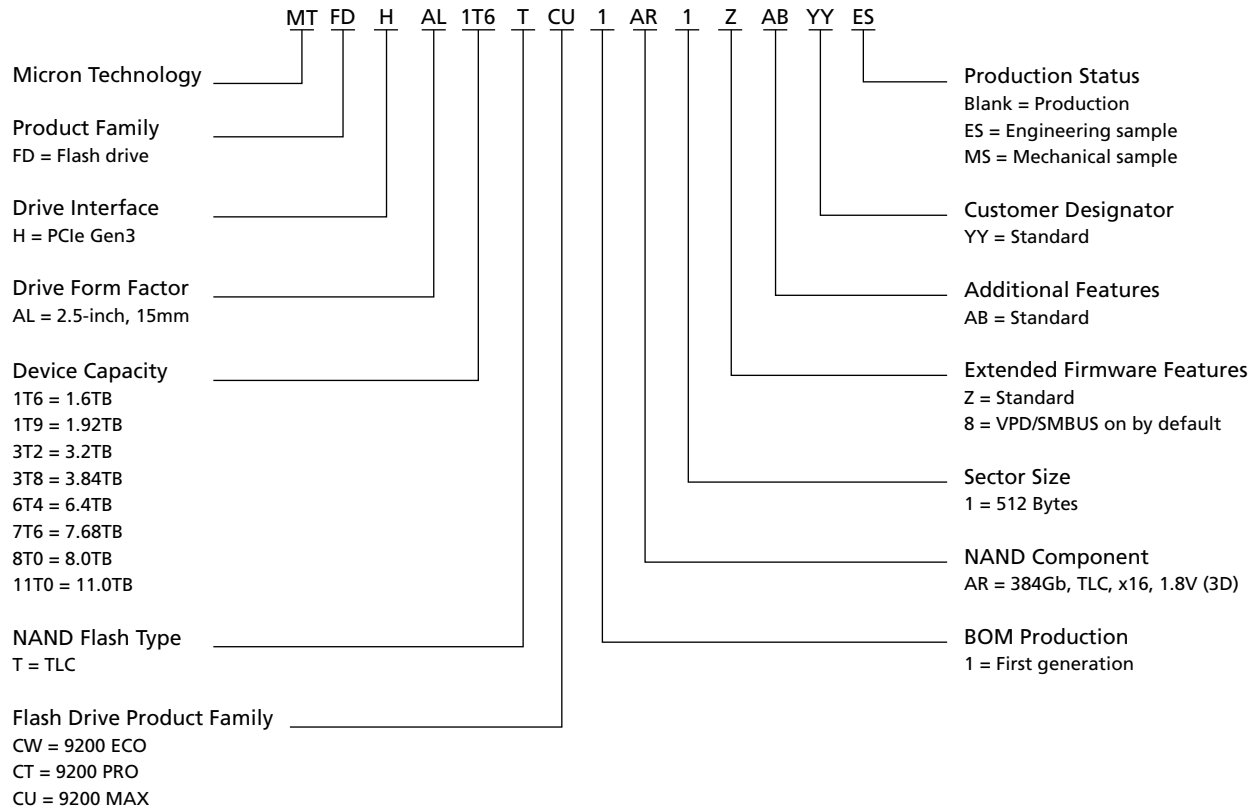 MT FD H AL 1T6 T CU 1 AR 1 Z AB YY ES
Micron Technology
Product Family
FD = Flash drive
Drive Interface
H = PCIe Gen3
Drive Form Factor
AL = 2.5-inch, 15mm
Device Capacity
1T6 = 1.6TB
1T9 = 1.92TB
3T2 = 3.2TB
3T8 = 3.84TB
6T4 = 6.4TB
7T6 = 7.68TB
8T0 = 8.0TB
11T0 = 11.0TB
NAND Flash Type
T = TLC
Flash Drive Product Family
CW = 9200 ECO
CT = 9200 PRO
CU = 9200 MAX
Production Status
Blank = Production
ES = Engineering sample
MS = Mechanical sample
Customer Designator
YY = Standard
Additional Features
AB = Standard
Extended Firmware Features
Z = Standard
8 = VPD/SMBUS on by default
Sector Size
1 = 512 Bytes
NAND Component
AR = 384Gb, TLC, x16, 1.8V (3D)
BOM Production
1 = First generation